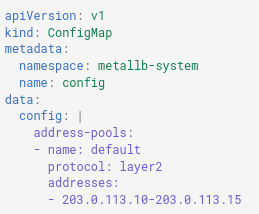 apiVersion: v1
kind: ConfigMap
metadata:
  namespace: metallb-system
  name: config
data:
  config: |
    address-pools:
    - name: default
      protocol: layer2
      addresses:
      - 203.0.113.10-203.0.113.15